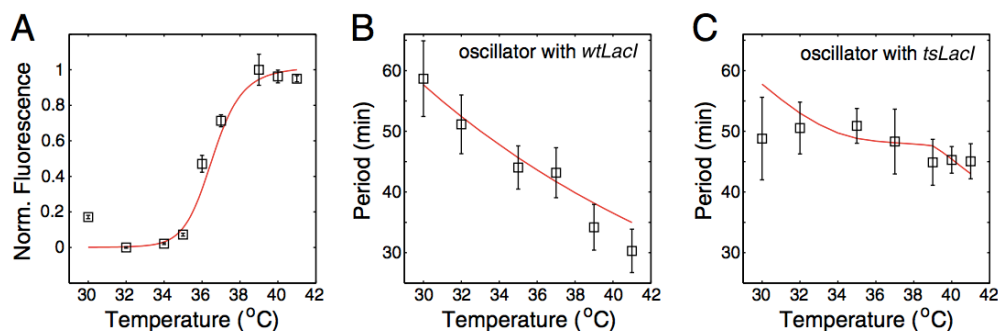 A
Norm. Fluorescence
1
0.8
0.6
0.4
0.2
0
30 32 34 36 38 40 42
Temperature (°C)
B
oscillator with wtLacI
Period (min)
60
50
40
30
30 32 34 36 38 40 42
Temperature (°C)
C
oscillator with tsLacI
Period (min)
60
50
40
30
30 32 34 36 38 40 42
Temperature (°C)